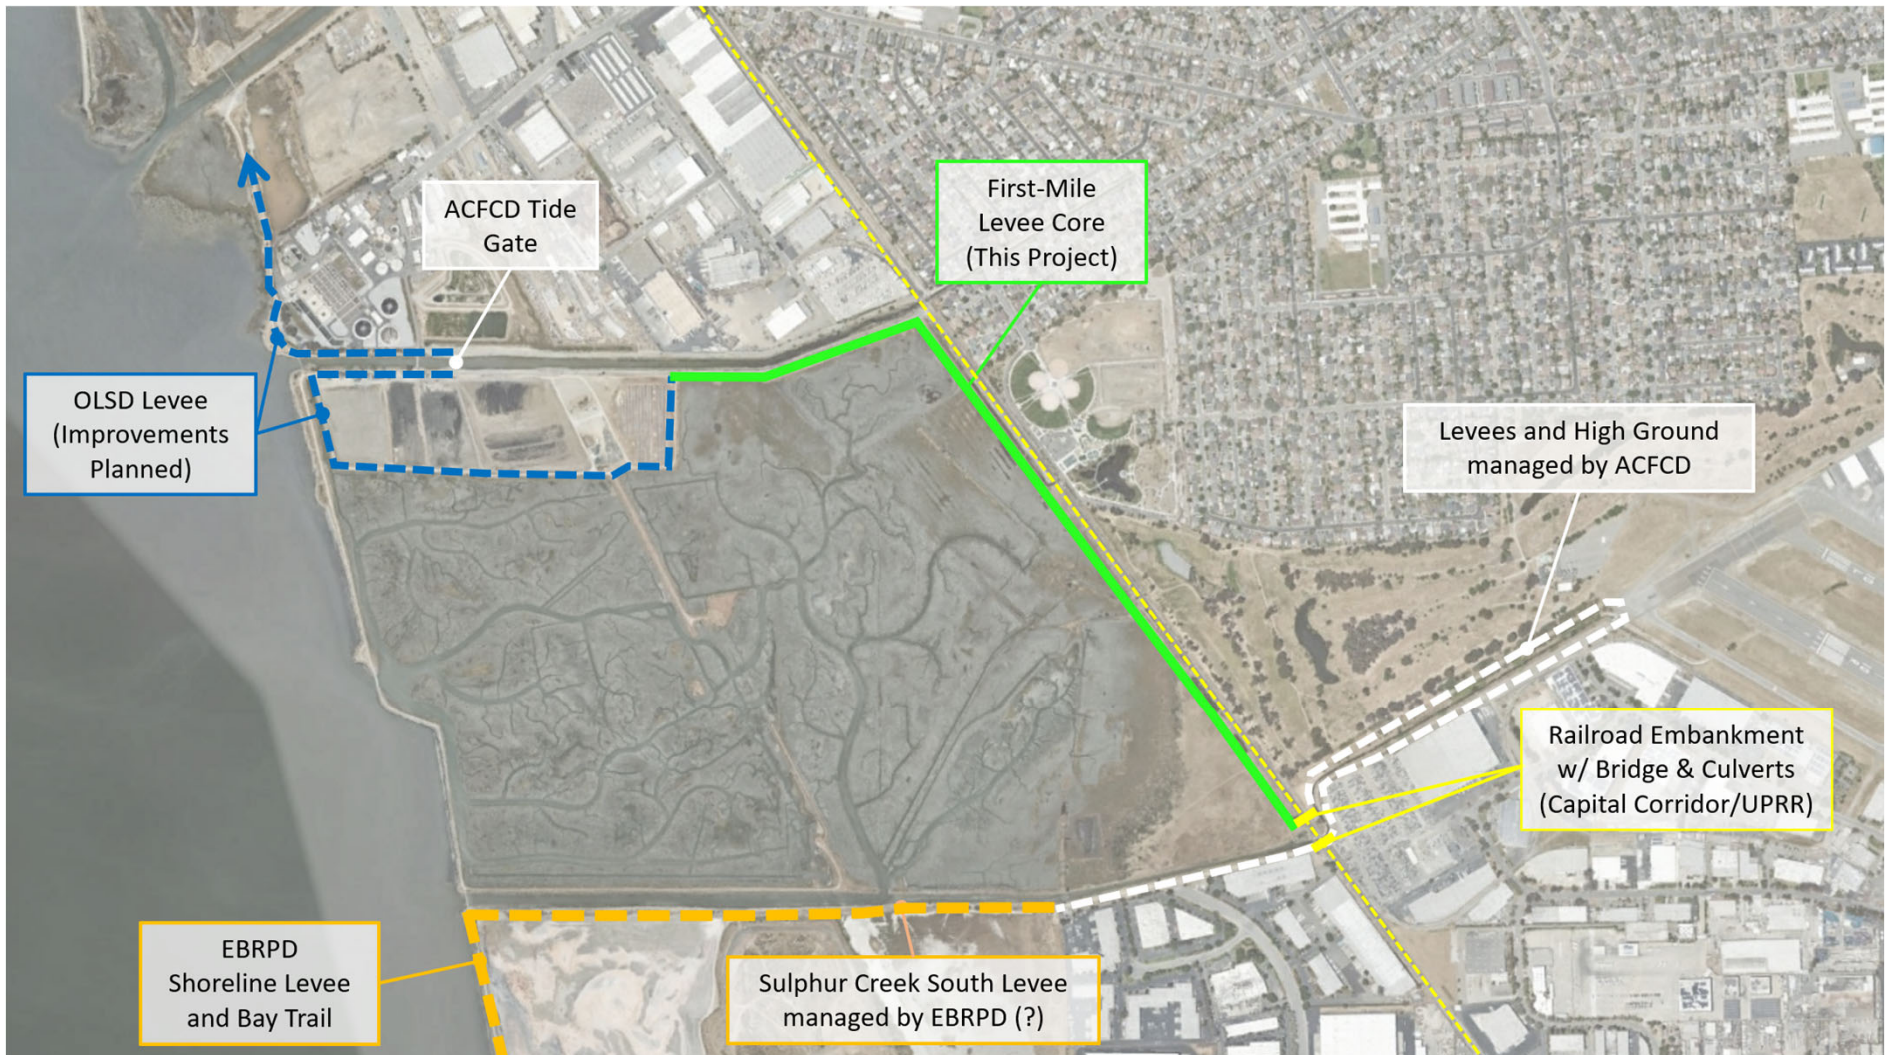 ACFCD Tide
Gate
First-Mile
Levee Core
(This Project)
OLSD Levee
(Improvements
Planned)
Levees and High Ground
managed by ACFCD
Railroad Embankment
w/ Bridge & Culverts
(Capital Corridor/UPRR)
EBRPD
Shoreline Levee
and Bay Trail
Sulphur Creek South Levee
managed by EBRPD (?)